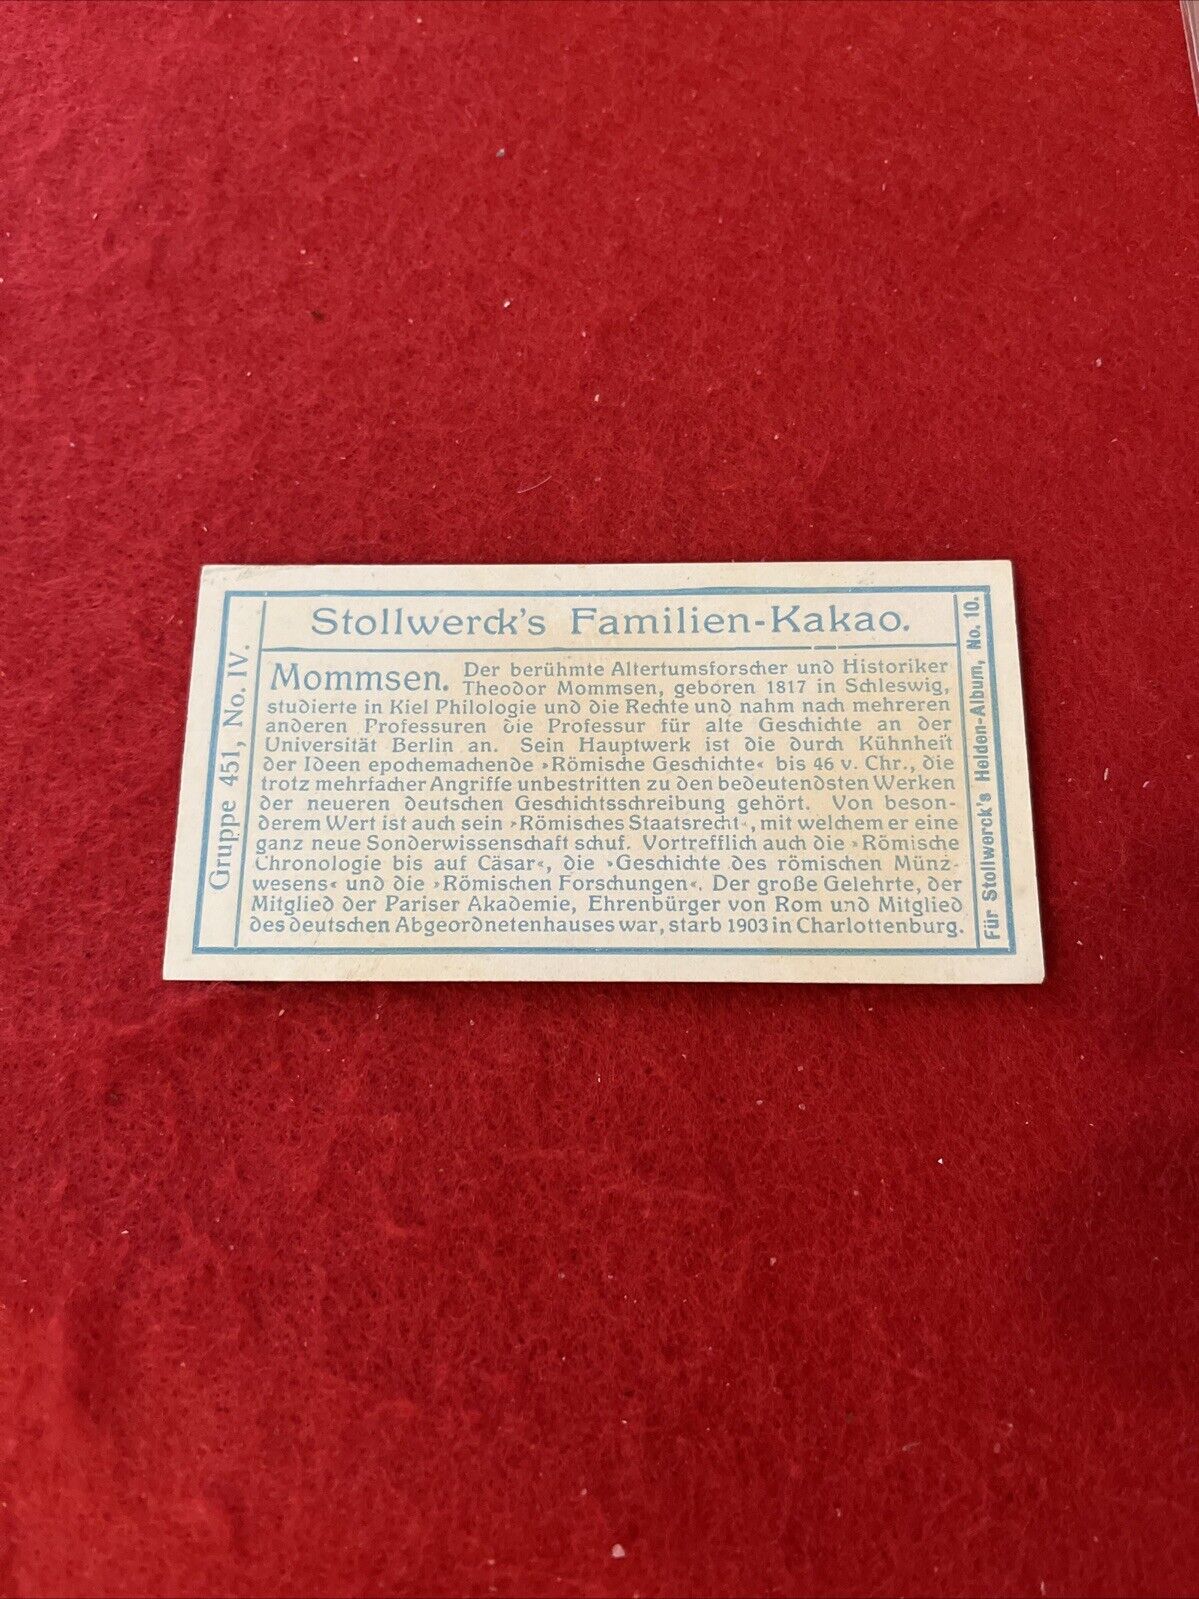 Stollwerck's Familien-Kakao.
Gruppe 451, No. IV.
Mommsen. Der berühmte Altertumsforscher und Historiker
Theodor Mommsen, geboren 1817 in Schleswig,
studierte in Kiel Philologie und die Rechte und nahm nach mehreren
anderen Professuren die Professur für alte Geschichte an der
Universität Berlin an. Sein Hauptwerk ist die durch Kühnheit
der Ideen epochemachende »Römische Geschichte« bis 46 v. Chr., die
trotz mehrfacher Angriffe unbestritten zu den bedeutendsten Werken
der neueren deutschen Geschichtsschreibung gehört. Von beson-
derem Wert ist auch sein »Römisches Staatsrecht«, mit welchem er eine
ganz neue Sonderwissenschaft schuf. Vortrefflich auch die »Römische
Chronologie bis auf Cäsar«, die »Geschichte des römischen Münz-
wesens« und die »Römischen Forschungen«. Der große Gelehrte, der
Mitglied der Pariser Akademie, Ehrenbürger von Rom und Mitglied
des deutschen Abgeordnetenhauses war, starb 1903 in Charlottenburg.
Für Stollwerck's Helden-Album, No. 10.